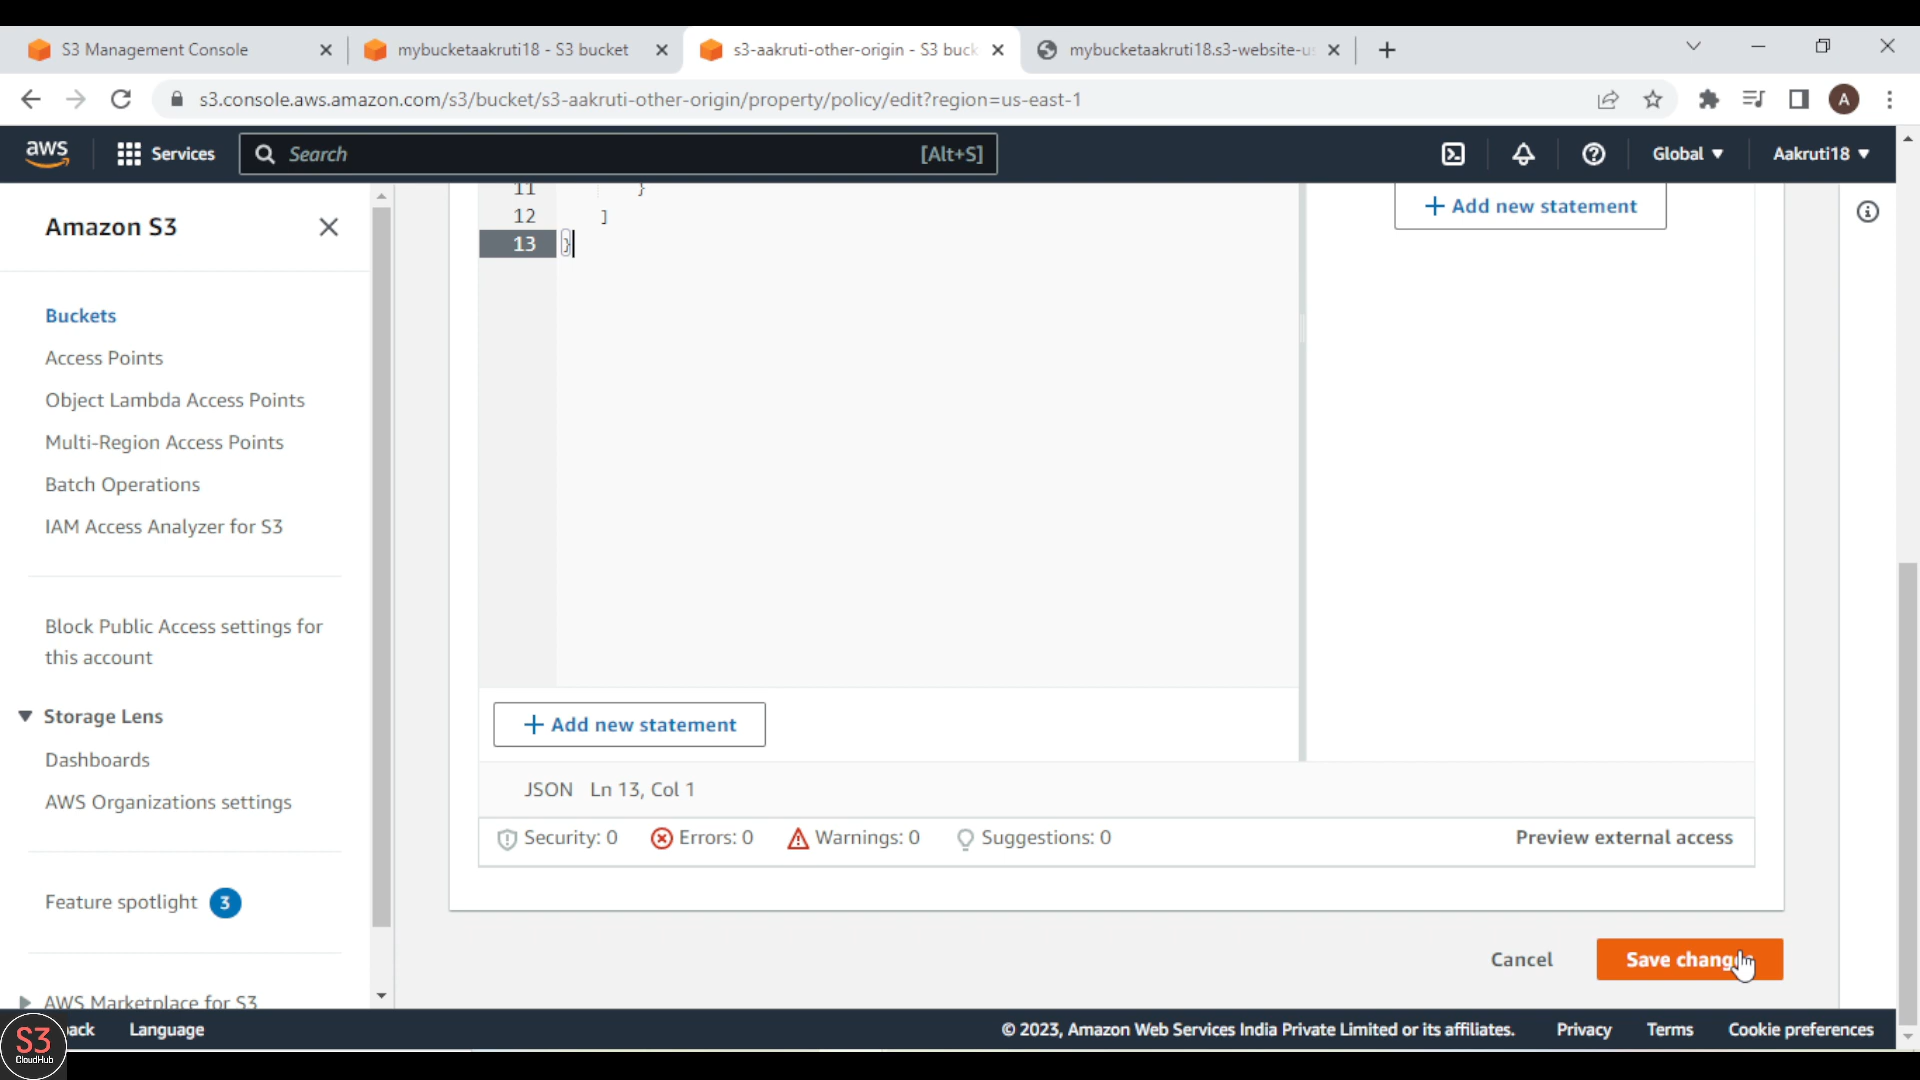 S3 Management Console
mybucketaakruti18 - S3 bucket
s3-aakruti-other-origin - S3 buck
mybucketaakruti18.s3-website-u
s3.console.aws.amazon.com/s3/bucket/s3-aakruti-other-origin/property/policy/edit?region=us-east-1
A
aws
Services
Search
[Alt+S]
Global
Aakruti18
Amazon S3
Buckets
Access Points
Object Lambda Access Points
Multi-Region Access Points
Batch Operations
IAM Access Analyzer for S3
Block Public Access settings for
this account
Storage Lens
Dashboards
AWS Organizations settings
Feature spotlight 3
AWS Marketplace for S3
11 }
12 ]
13 }
+ Add new statement
+ Add new statement
JSON Ln 13, Col 1
Security: 0 Errors: 0 Warnings: 0 Suggestions: 0
Preview external access
Cancel
Save change
S3
CloudHub
ack
Language
© 2023, Amazon Web Services India Private Limited or its affiliates.
Privacy
Terms
Cookie preferences